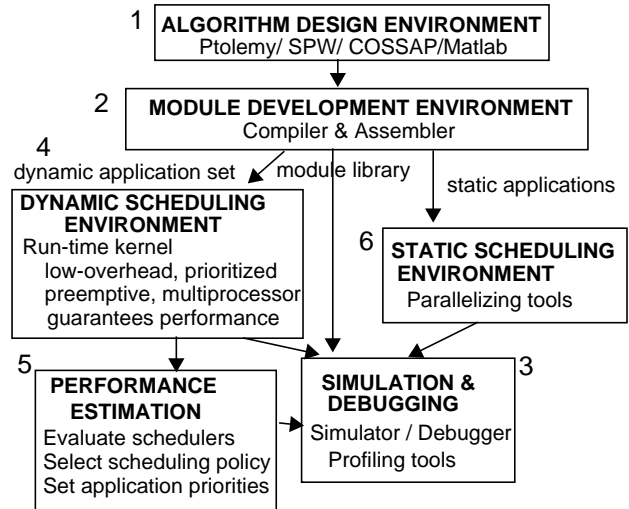 1
ALGORITHM DESIGN ENVIRONMENT
Ptolemy/ SPW/ COSSAP/Matlab
2
MODULE DEVELOPMENT ENVIRONMENT
Compiler & Assembler
4
dynamic application set
module library
static applications
DYNAMIC SCHEDULING
ENVIRONMENT
Run-time kernel
low-overhead, prioritized
preemptive, multiprocessor
guarantees performance
6
STATIC SCHEDULING
ENVIRONMENT
Parallelizing tools
5
PERFORMANCE
ESTIMATION
Evaluate schedulers
Select scheduling policy
Set application priorities
3
SIMULATION &
DEBUGGING
Simulator / Debugger
Profiling tools